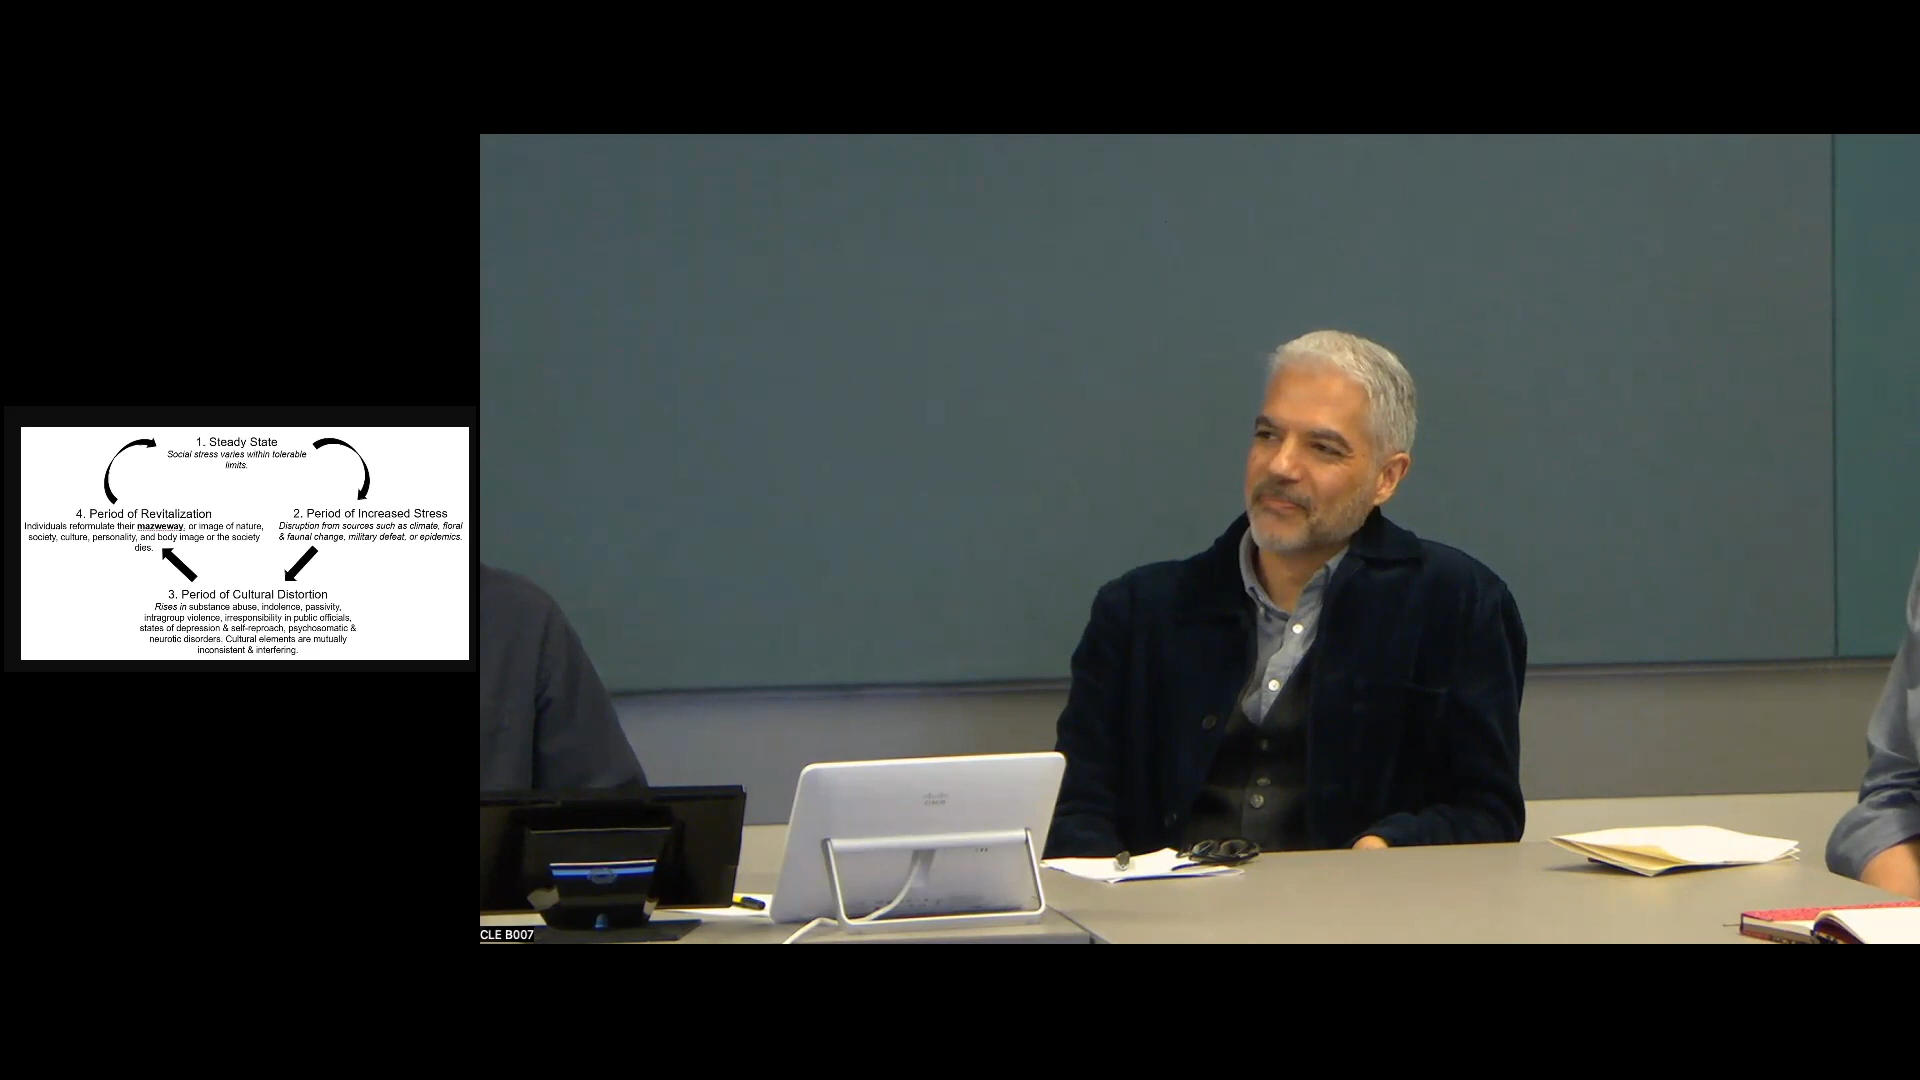 1. Steady State
Social stress varies within tolerable
limits.
4. Period of Revitalization
Individuals reformulate their mazweway, or image of nature,
society, culture, personality, and body image or the society
dies.
2. Period of Increased Stress
Disruption from sources such as climate, floral
& faunal change, military defeat, or epidemics.
3. Period of Cultural Distortion
Rises in substance abuse, indolence, passivity,
intragroup violence, irresponsibility in public officials,
states of depression & self-reproach, psychosomatic &
neurotic disorders. Cultural elements are mutually
inconsistent & interfering.
CISCO
CLE B007